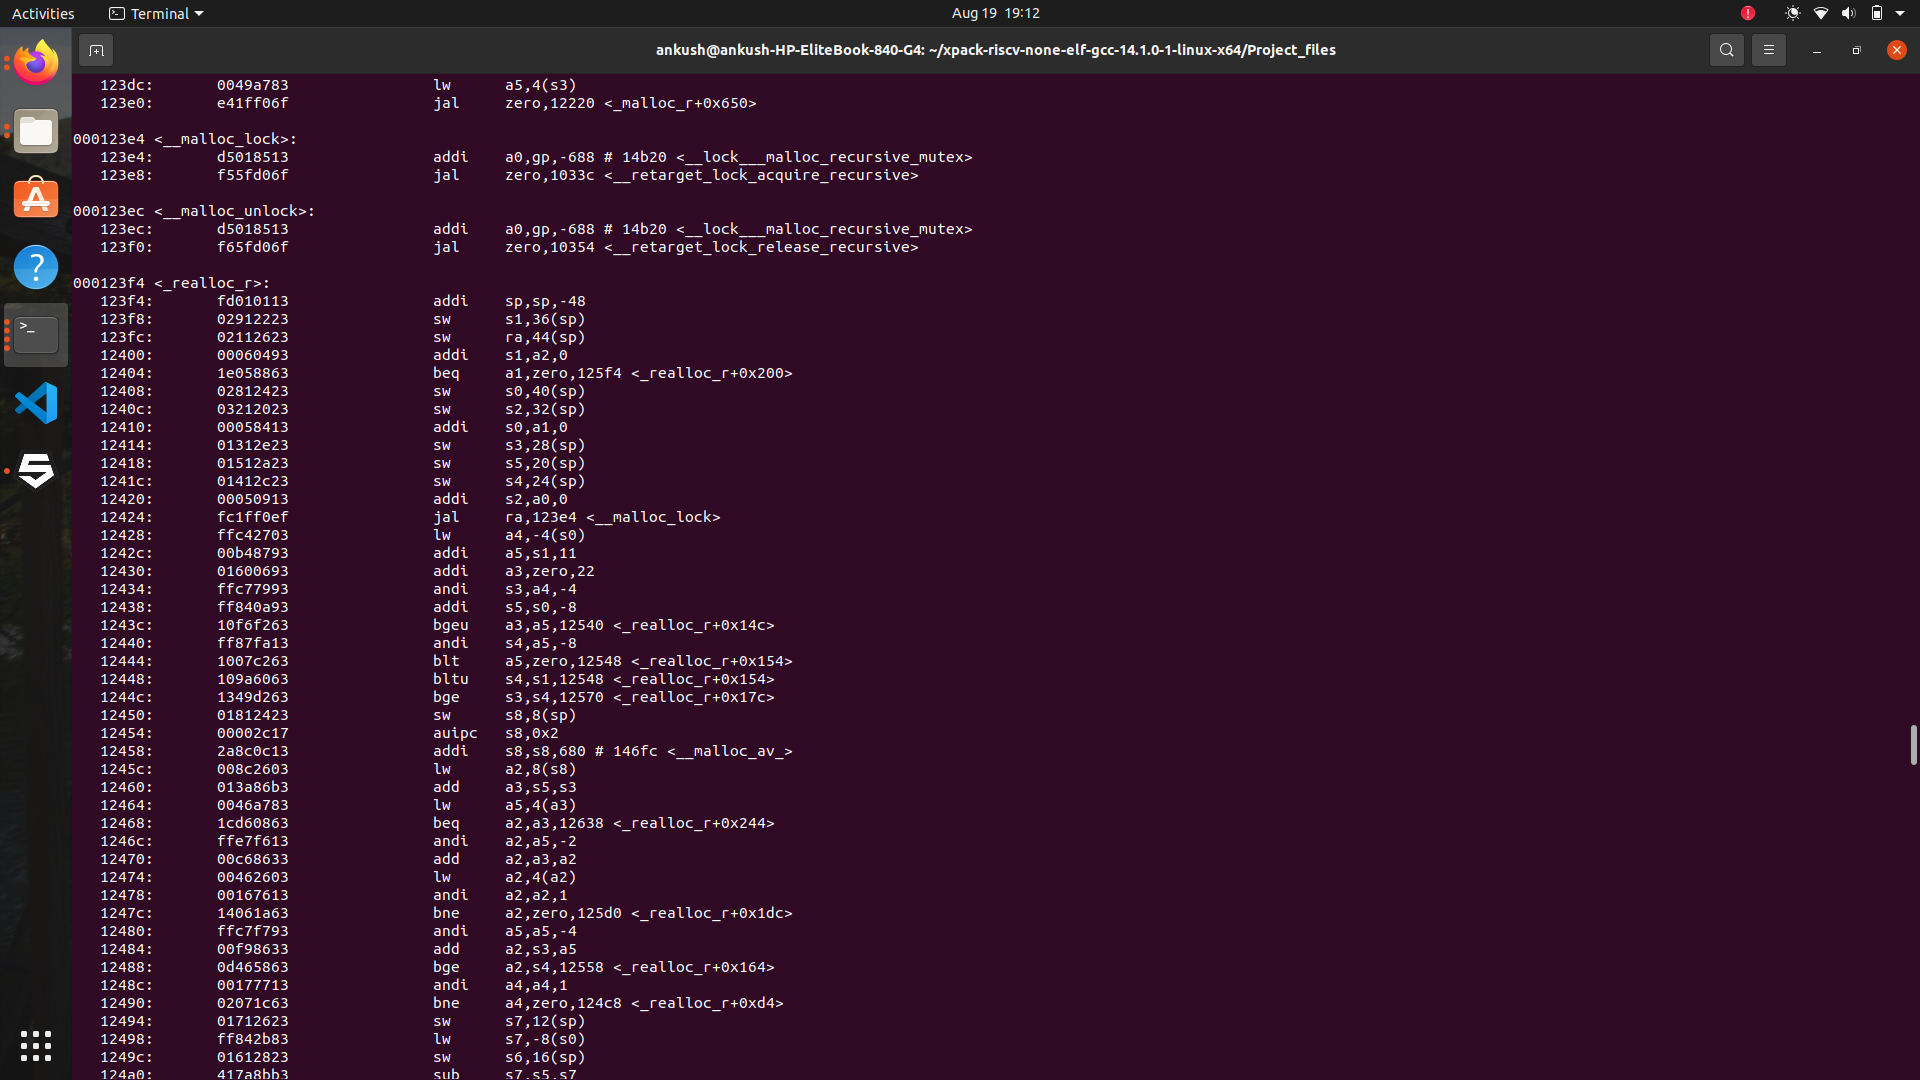 Activities
Terminal
Aug 19 19:12
ankush@ankush-HP-EliteBook-840-G4: ~/xpack-riscv-none-elf-gcc-14.1.0-1-linux-x64/Project_files
123dc: 0049a783 lw a5,4(s3)
123e0: e41ff06f jal zero,12220 <_malloc_r+0x650>
000123e4 <__malloc_lock>:
123e4: d5018513 addi a0,gp,-688 # 14b20 <__lock___malloc_recursive_mutex>
123e8: f55fd06f jal zero,1033c <__retarget_lock_acquire_recursive>
000123ec <__malloc_unlock>:
123ec: d5018513 addi a0,gp,-688 # 14b20 <__lock___malloc_recursive_mutex>
123f0: f65fd06f jal zero,10354 <__retarget_lock_release_recursive>
000123f4 <_realloc_r>:
123f4: fd010113 addi sp,sp,-48
123f8: 02912223 sw s1,36(sp)
123fc: 02112623 sw ra,44(sp)
12400: 00060493 addi s1,a2,0
12404: 1e058863 beq a1,zero,125f4 <_realloc_r+0x200>
12408: 02812423 sw s0,40(sp)
1240c: 03212023 sw s2,32(sp)
12410: 00058413 addi s0,a1,0
12414: 01312e23 sw s3,28(sp)
12418: 01512a23 sw s5,20(sp)
1241c: 01412c23 sw s4,24(sp)
12420: 00050913 addi s2,a0,0
12424: fc1ff0ef jal ra,123e4 <__malloc_lock>
12428: ffc42703 lw a4,-4(s0)
1242c: 00b48793 addi a5,s1,11
12430: 01600693 addi a3,zero,22
12434: ffc77993 andi s3,a4,-4
12438: ff840a93 addi s5,s0,-8
1243c: 10f6f263 bgeu a3,a5,12540 <_realloc_r+0x14c>
12440: ff87fa13 andi s4,a5,-8
12444: 1007c263 blt a5,zero,12548 <_realloc_r+0x154>
12448: 109a6063 bltu s4,s1,12548 <_realloc_r+0x154>
1244c: 1349d263 bge s3,s4,12570 <_realloc_r+0x17c>
12450: 01812423 sw s8,8(sp)
12454: 00002c17 auipc s8,0x2
12458: 2a8c0c13 addi s8,s8,680 # 146fc <__malloc_av_>
1245c: 008c2603 lw a2,8(s8)
12460: 013a86b3 add a3,s5,s3
12464: 0046a783 lw a5,4(a3)
12468: 1cd60863 beq a2,a3,12638 <_realloc_r+0x244>
1246c: ffe7f613 andi a2,a5,-2
12470: 00c68633 add a2,a3,a2
12474: 00462603 lw a2,4(a2)
12478: 00167613 andi a2,a2,1
1247c: 14061a63 bne a2,zero,125d0 <_realloc_r+0x1dc>
12480: ffc7f793 andi a5,a5,-4
12484: 00f98633 add a2,s3,a5
12488: 0d465863 bge a2,s4,12558 <_realloc_r+0x164>
1248c: 00177713 andi a4,a4,1
12490: 02071c63 bne a4,zero,124c8 <_realloc_r+0xd4>
12494: 01712623 sw s7,12(sp)
12498: ff842b83 lw s7,-8(s0)
1249c: 01612823 sw s6,16(sp)
124a0: 417a8bb3 sub s7,s5,s7